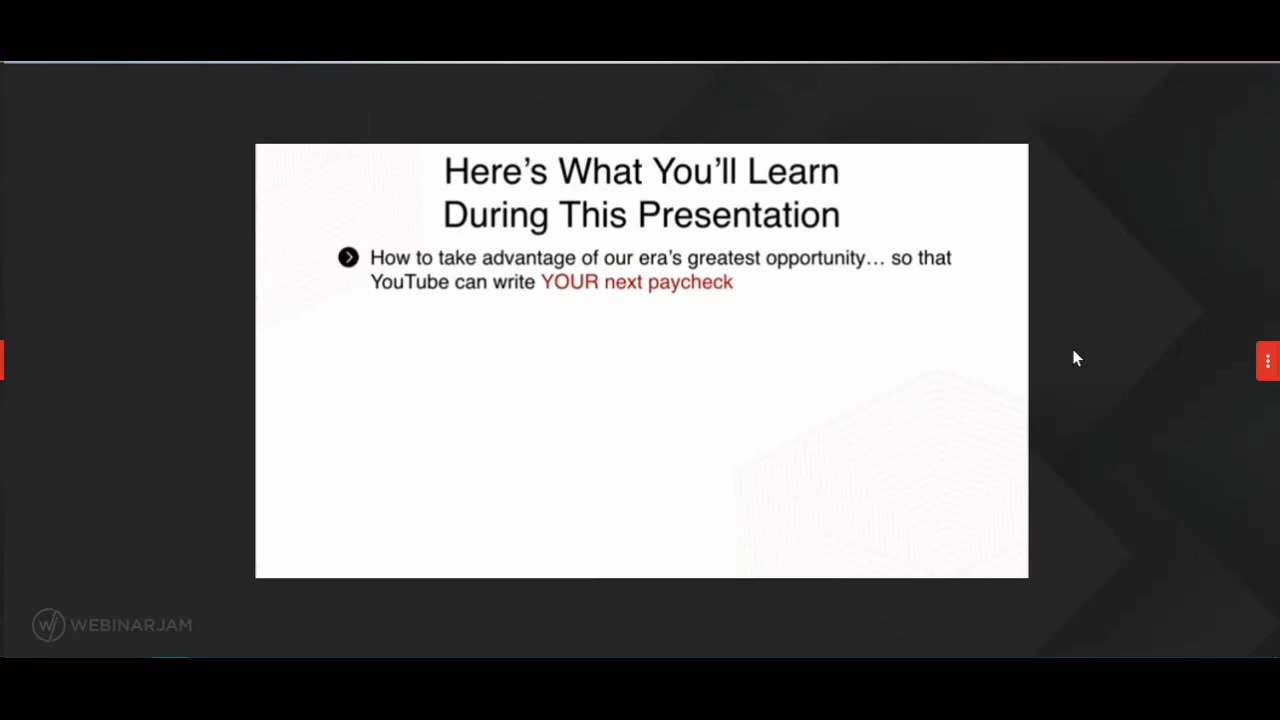 Here’s What You’ll Learn
During This Presentation
How to take advantage of our era’s greatest opportunity… so that
YouTube can write YOUR next paycheck
WEBINARJAM